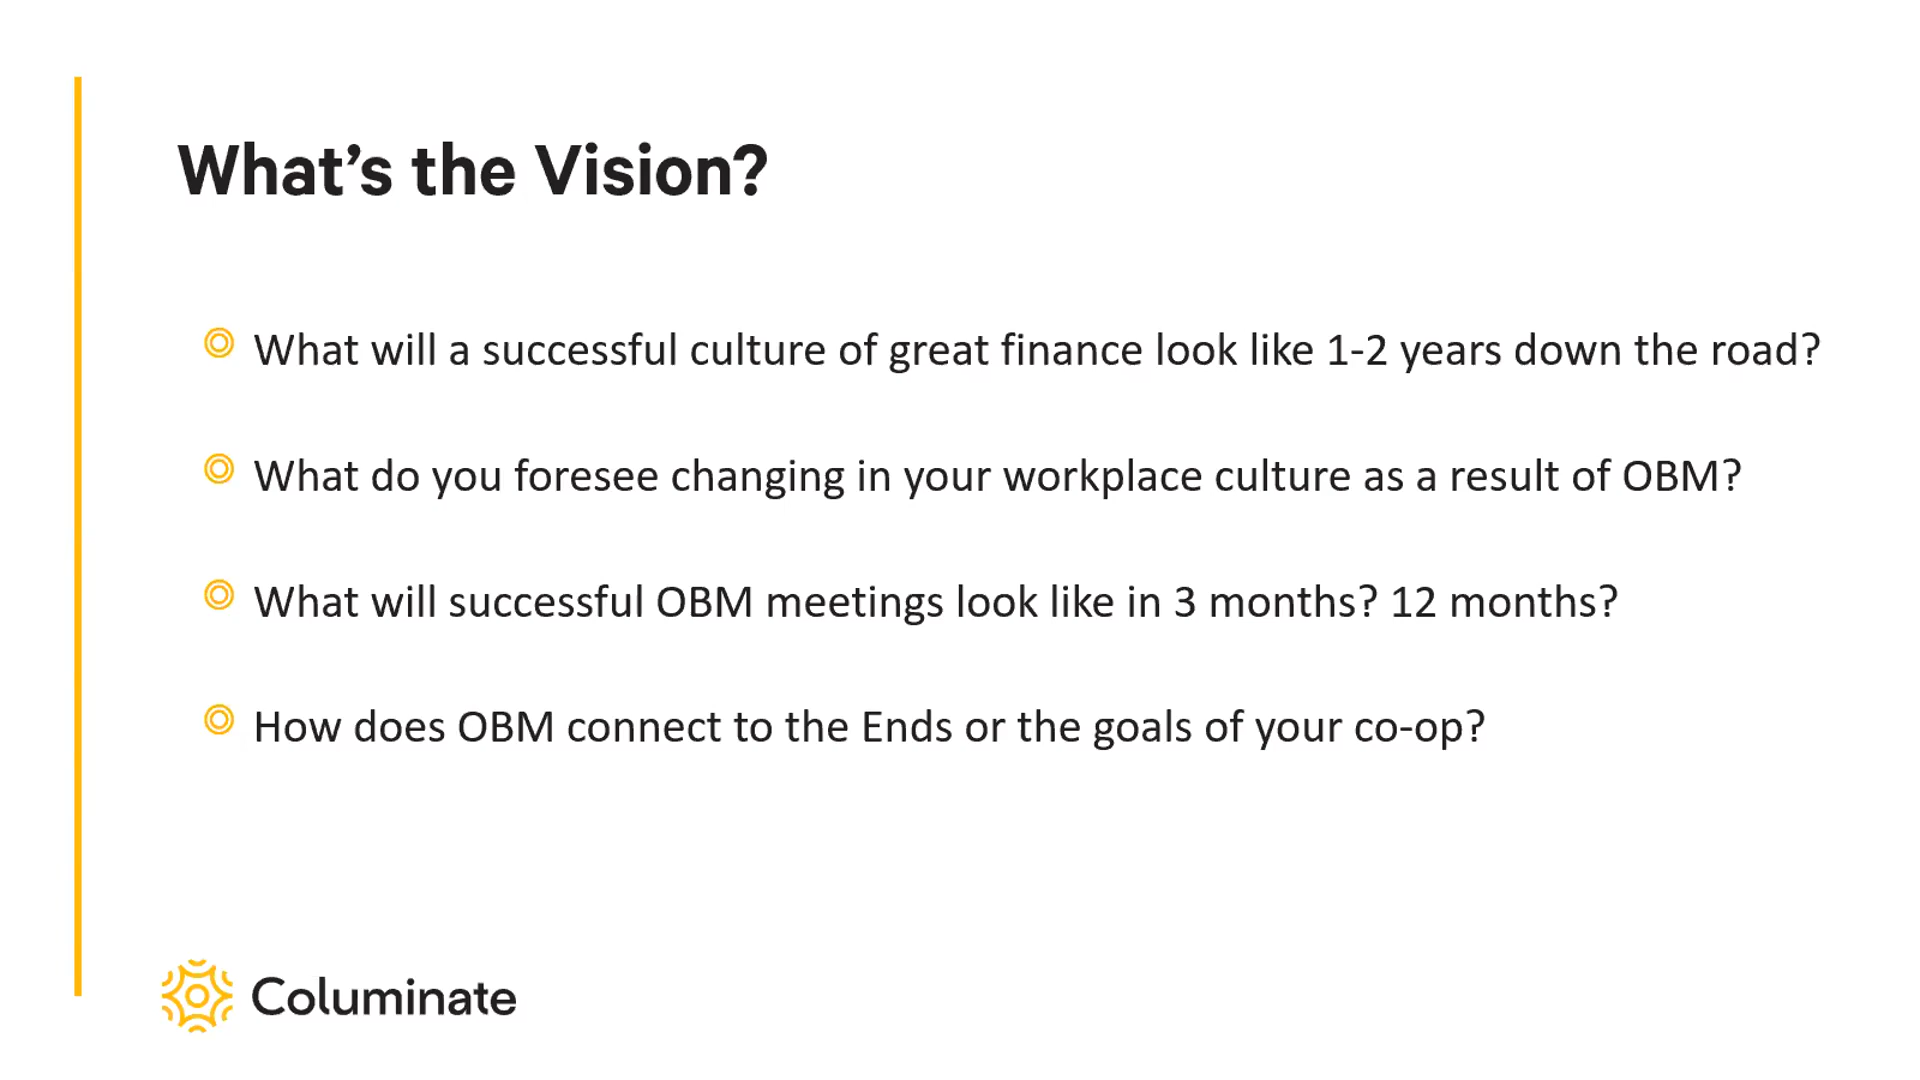 What’s the Vision?
What will a successful culture of great finance look like 1-2 years down the road?
What do you foresee changing in your workplace culture as a result of OBM?
What will successful OBM meetings look like in 3 months? 12 months?
How does OBM connect to the Ends or the goals of your co-op?
Columinate